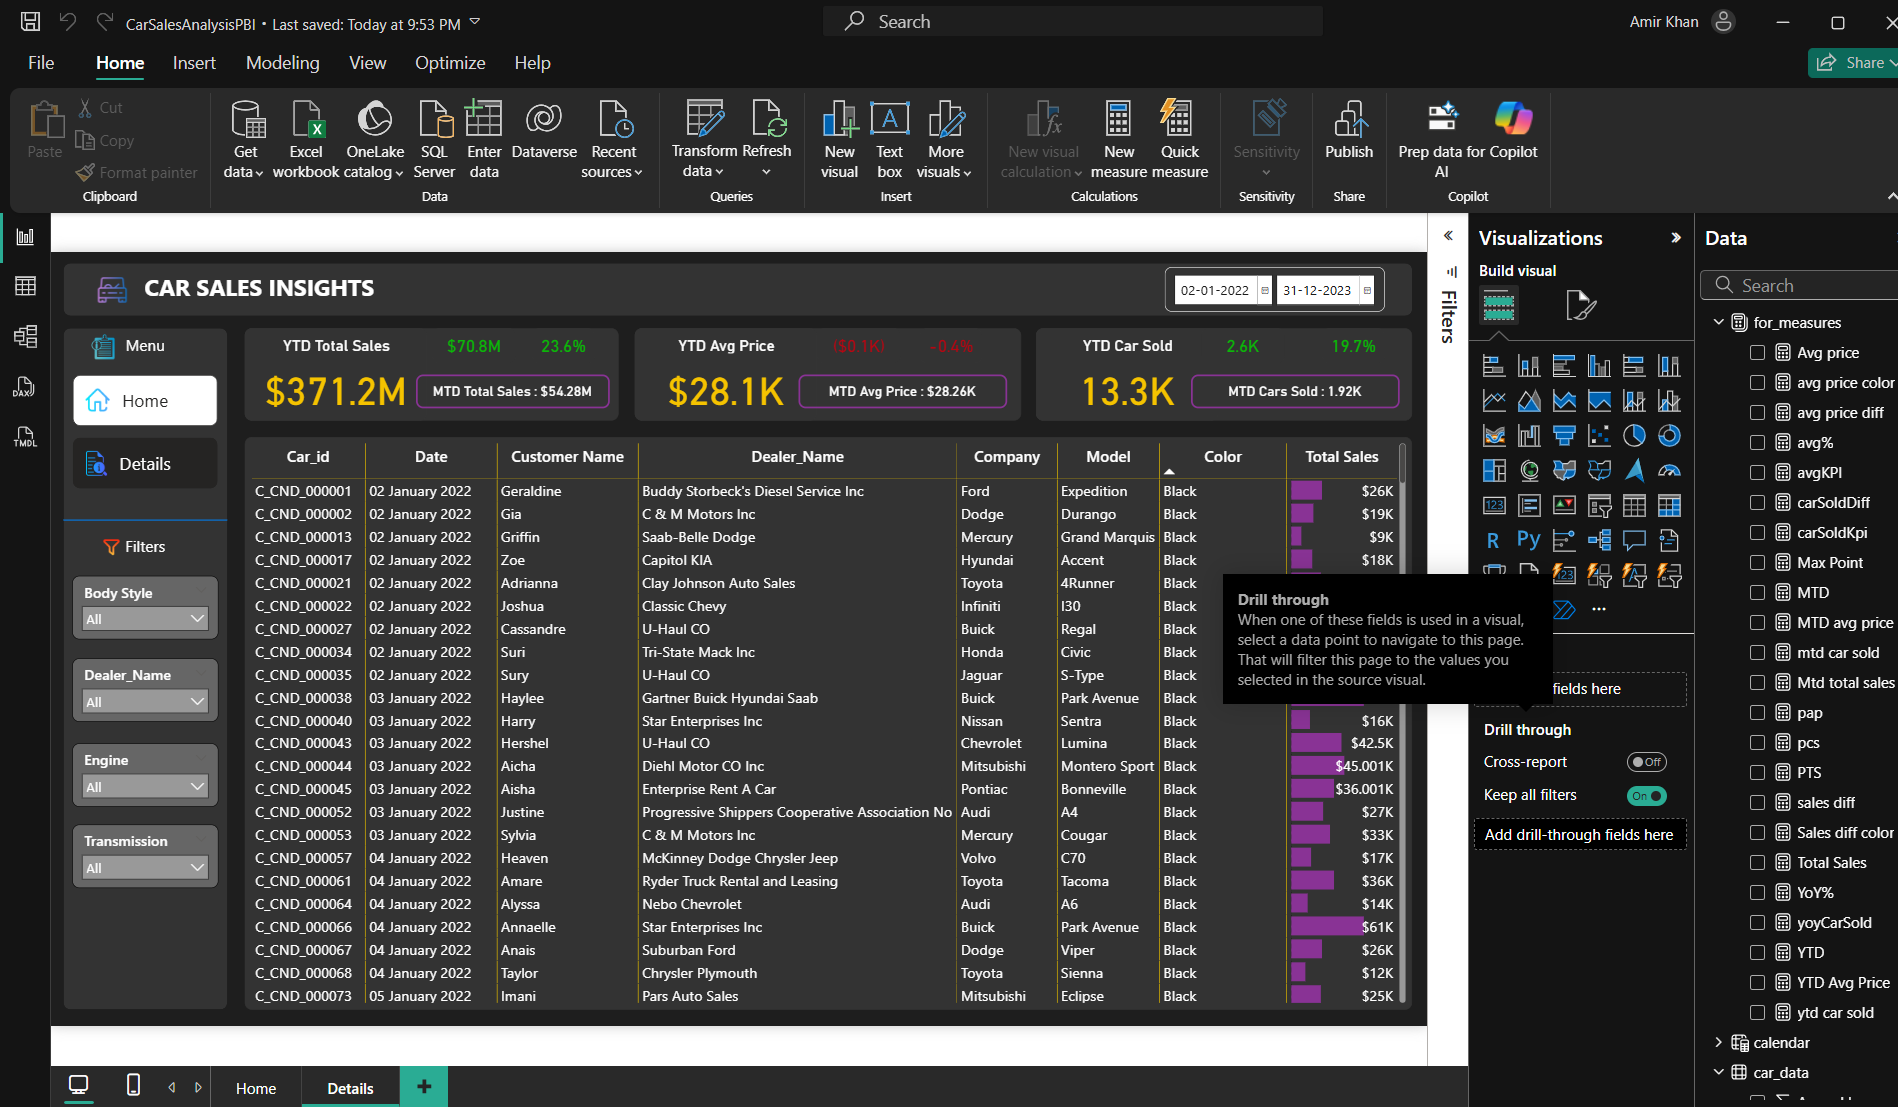 CarSalesAnalysisPBI • Last saved: Today at 9:53 PM
Search
Amir Khan
File Home Insert Modeling View Optimize Help
Share
Paste
Cut
Copy
Format painter
Clipboard
Get data
Excel workbook
OneLake catalog
SQL Server
Enter data
Dataverse
Recent sources
Data
Transform data
Refresh
Queries
New visual
Text box
More visuals
Insert
New visual calculation
New measure
Quick measure
Calculations
Sensitivity
Sensitivity
Publish
Share
Prep data for AI
Copilot
Copilot
DAX
TMDL
CAR SALES INSIGHTS
02-01-2022
31-12-2023
Menu
Home
Details
Filters
Body Style
All
Dealer_Name
All
Engine
All
Transmission
All
YTD Total Sales $70.8M 23.6%
$371.2M MTD Total Sales : $54.28M
YTD Avg Price ($0.1K) -0.4%
$28.1K MTD Avg Price : $28.26K
YTD Car Sold 2.6K 19.7%
13.3K MTD Cars Sold : 1.92K
Car_id Date Customer Name Dealer_Name Company Model Color Total Sales
C_CND_000001 02 January 2022 Geraldine Buddy Storbeck's Diesel Service Inc Ford Expedition Black $26K
C_CND_000002 02 January 2022 Gia C & M Motors Inc Dodge Durango Black $19K
C_CND_000013 02 January 2022 Griffin Saab-Belle Dodge Mercury Grand Marquis Black $9K
C_CND_000017 02 January 2022 Zoe Capitol KIA Hyundai Accent Black $18K
C_CND_000021 02 January 2022 Adrianna Clay Johnson Auto Sales Toyota 4Runner Black
C_CND_000022 02 January 2022 Joshua Classic Chevy Infiniti I30 Black
C_CND_000027 02 January 2022 Cassandre U-Haul CO Buick Regal Black
C_CND_000034 02 January 2022 Suri Tri-State Mack Inc Honda Civic Black
C_CND_000035 02 January 2022 Sury U-Haul CO Jaguar S-Type Black
C_CND_000038 03 January 2022 Haylee Gartner Buick Hyundai Saab Buick Park Avenue Black
C_CND_000040 03 January 2022 Harry Star Enterprises Inc Nissan Sentra Black $16K
C_CND_000043 03 January 2022 Hershel U-Haul CO Chevrolet Lumina Black $42.5K
C_CND_000044 03 January 2022 Aicha Diehl Motor CO Inc Mitsubishi Montero Sport Black $45.001K
C_CND_000045 03 January 2022 Aisha Enterprise Rent A Car Pontiac Bonneville Black $36.001K
C_CND_000052 03 January 2022 Justine Progressive Shippers Cooperative Association No Audi A4 Black $27K
C_CND_000053 03 January 2022 Sylvia C & M Motors Inc Mercury Cougar Black $33K
C_CND_000057 04 January 2022 Heaven McKinney Dodge Chrysler Jeep Volvo C70 Black $17K
C_CND_000061 04 January 2022 Amare Ryder Truck Rental and Leasing Toyota Tacoma Black $36K
C_CND_000064 04 January 2022 Alyssa Nebo Chevrolet Audi A6 Black $14K
C_CND_000066 04 January 2022 Annaelle Star Enterprises Inc Buick Park Avenue Black $61K
C_CND_000067 04 January 2022 Anais Suburban Ford Dodge Viper Black $26K
C_CND_000068 04 January 2022 Taylor Chrysler Plymouth Toyota Sienna Black $12K
C_CND_000073 05 January 2022 Imani Pars Auto Sales Mitsubishi Eclipse Black $25K
Drill through
When one of these fields is used in a visual,
select a data point to navigate to this page.
That will filter this page to the values you
selected in the source visual.
Filters
Visualizations
Build visual
123
R Py
123
fields here
Drill through
Cross-report Off
Keep all filters On
Add drill-through fields here
Data
Search
for_measures
Avg price
avg price color
avg price diff
avg%
avgKPI
carSoldDiff
carSoldKpi
Max Point
MTD
MTD avg price
mtd car sold
Mtd total sales
pap
pcs
PTS
sales diff
Sales diff color
Total Sales
YoY%
yoyCarSold
YTD
YTD Avg Price
ytd car sold
calendar
car_data
Home
Details